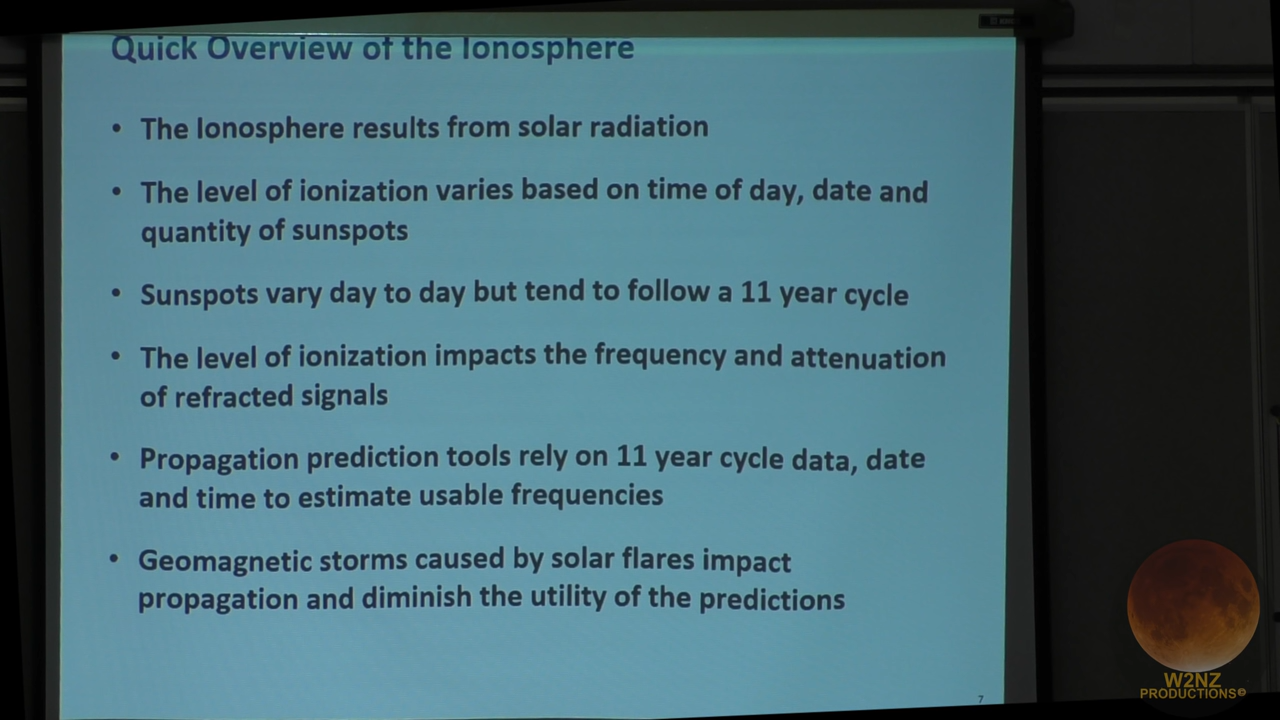 Quick Overview of the Ionosphere
• The Ionosphere results from solar radiation
• The level of ionization varies based on time of day, date and
quantity of sunspots
• Sunspots vary day to day but tend to follow a 11 year cycle
• The level of ionization impacts the frequency and attenuation
of refracted signals
• Propagation prediction tools rely on 11 year cycle data, date
and time to estimate usable frequencies
• Geomagnetic storms caused by solar flares impact
propagation and diminish the utility of the predictions
7
W2NZ
PRODUCTIONS©